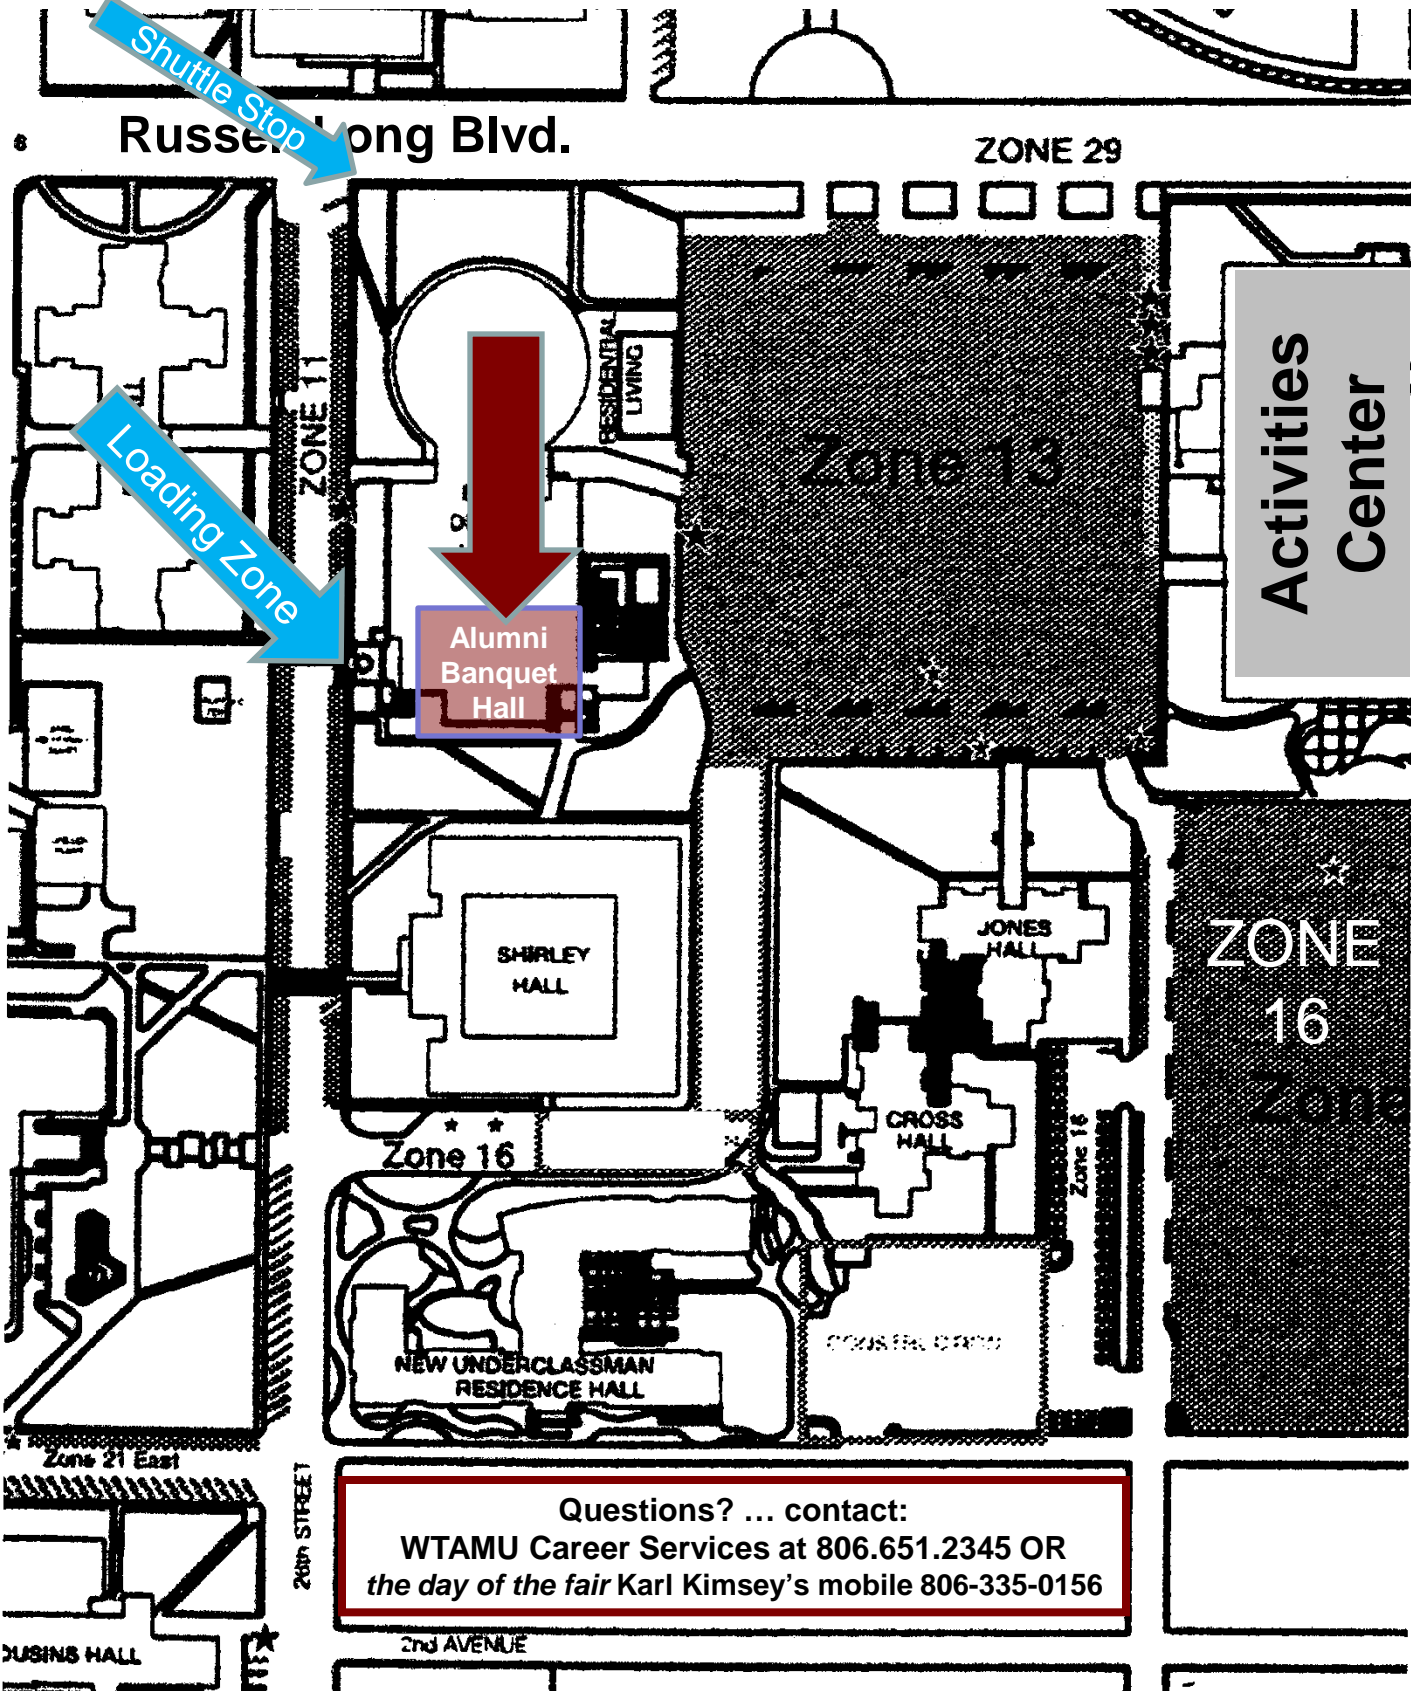 Shuttle Stop
Russell Long Blvd.
ZONE 29
ZONE 11
RESIDENTIAL
LIVING
Zone 13
Activities
Center
Loading Zone
Alumni
Banquet
Hall
SHIRLEY
HALL
JONES
HALL
ZONE
16
Zone
CROSS
HALL
Zone 16
Zone 16
NEW UNDERCLASSMAN
RESIDENCE HALL
Zone 21 East
26th STREET
Questions? … contact:
WTAMU Career Services at 806.651.2345 OR
the day of the fair Karl Kimsey's mobile 806-335-0156
2nd AVENUE
OUSINS HALL